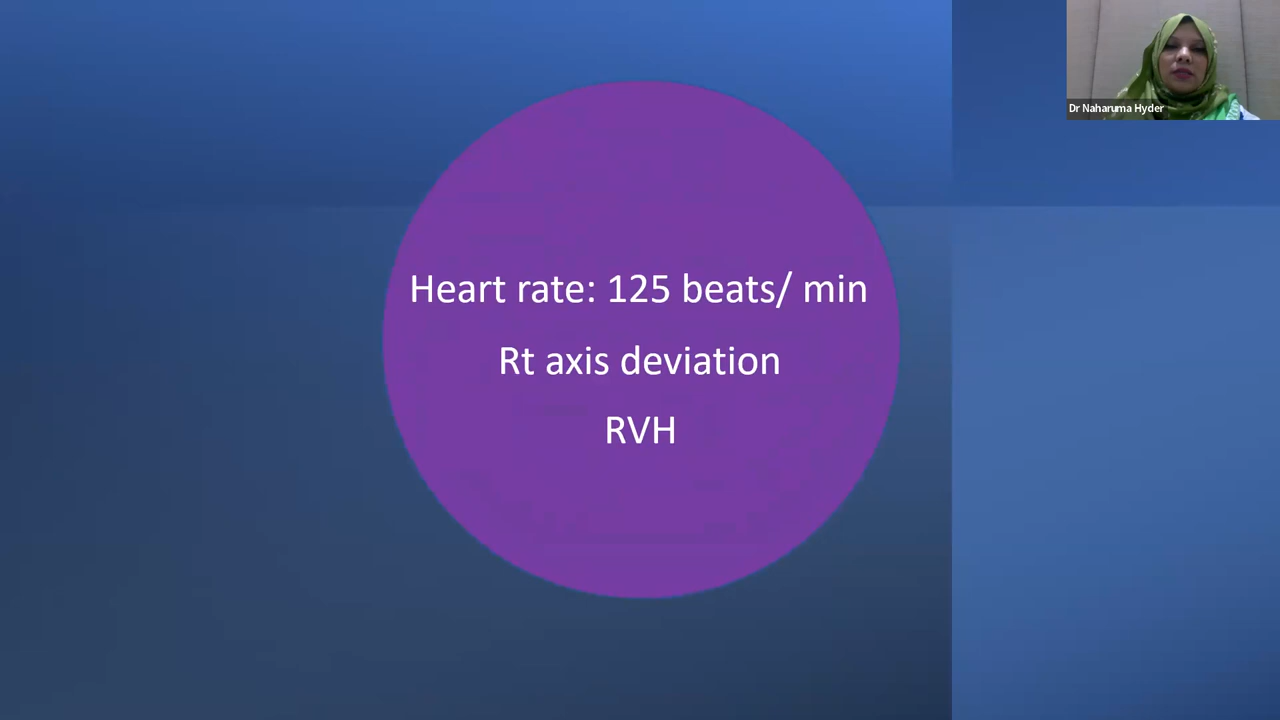 Dr Naharuma Hyder
Heart rate: 125 beats/ min
Rt axis deviation
RVH